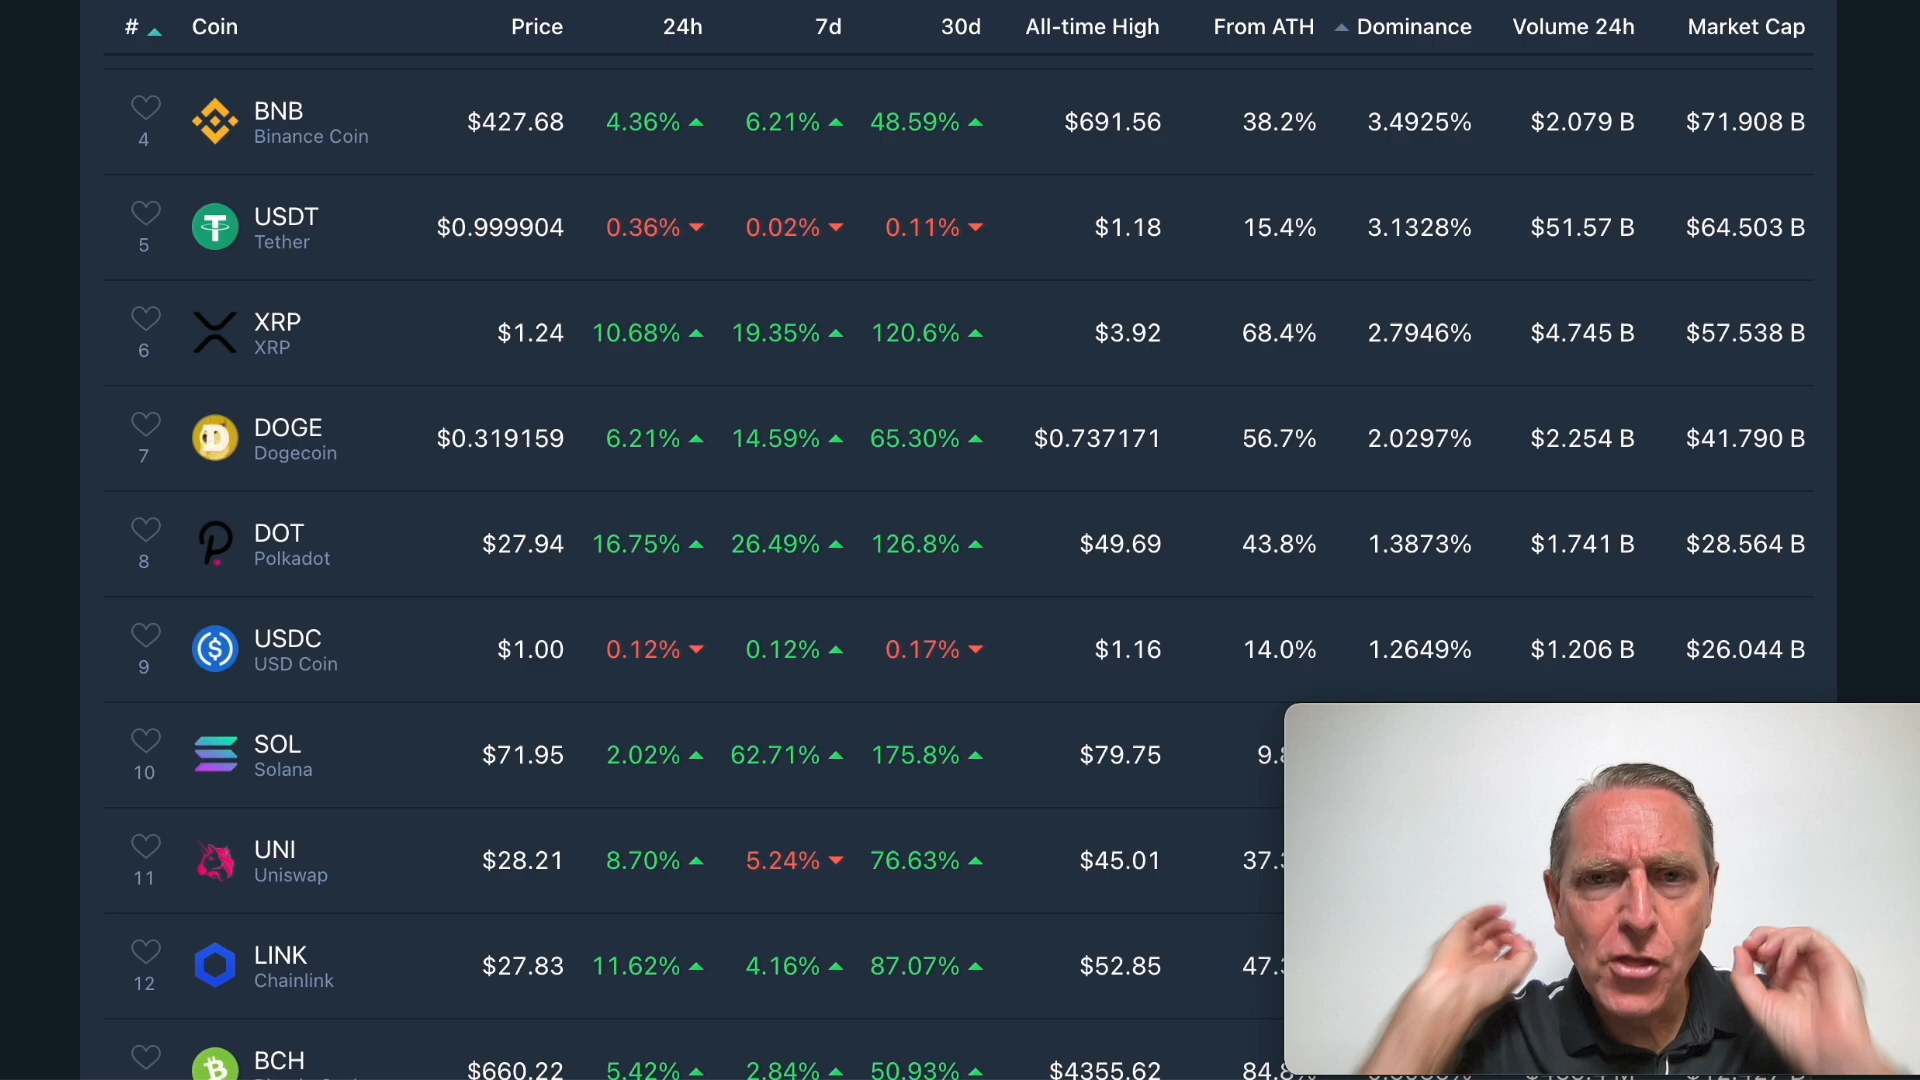 # Coin Price 24h 7d 30d All-time High From ATH Dominance Volume 24h Market Cap
4 BNB Binance Coin $427.68 4.36% 6.21% 48.59% $691.56 38.2% 3.4925% $2.079 B $71.908 B
5 USDT Tether $0.999904 0.36% 0.02% 0.11% $1.18 15.4% 3.1328% $51.57 B $64.503 B
6 XRP XRP $1.24 10.68% 19.35% 120.6% $3.92 68.4% 2.7946% $4.745 B $57.538 B
7 DOGE Dogecoin $0.319159 6.21% 14.59% 65.30% $0.737171 56.7% 2.0297% $2.254 B $41.790 B
8 DOT Polkadot $27.94 16.75% 26.49% 126.8% $49.69 43.8% 1.3873% $1.741 B $28.564 B
9 USDC USD Coin $1.00 0.12% 0.12% 0.17% $1.16 14.0% 1.2649% $1.206 B $26.044 B
10 SOL Solana $71.95 2.02% 62.71% 175.8% $79.75
11 UNI Uniswap $28.21 8.70% 5.24% 76.63% $45.01
12 LINK Chainlink $27.83 11.62% 4.16% 87.07% $52.85
BCH $660.22 5.42% 2.84% 50.93% $4355.62